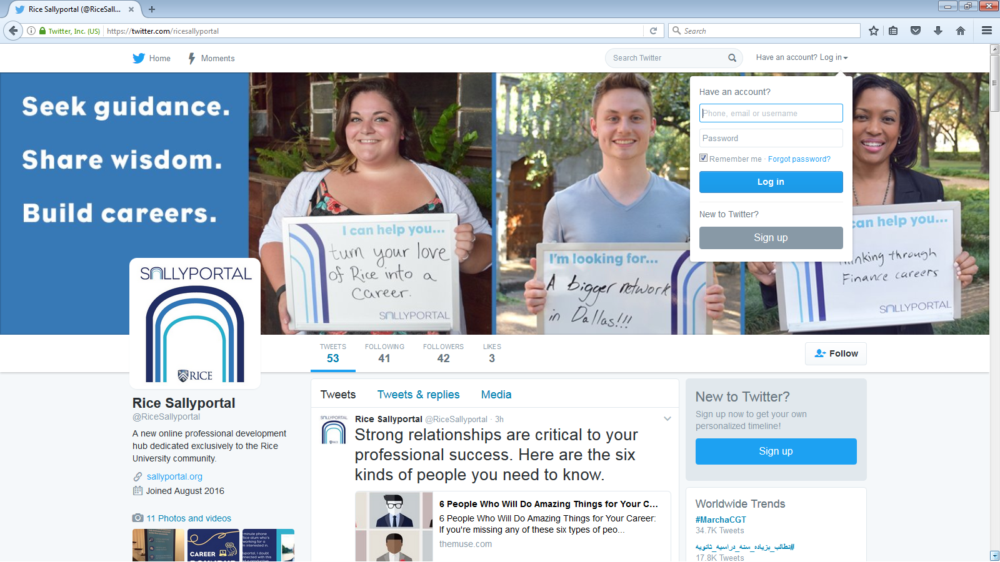 Rice Sallyportal (@RiceSall...
Twitter, Inc. (US)
https://twitter.com/ricesallyportal
Search
Home
Moments
Search Twitter
Have an account? Log in
Seek guidance.
Share wisdom.
Build careers.
I can help you...
turn your love
of Rice into a
career.
SALLYPORTAL
I'm looking for...
A bigger network
in Dallas!!!
can help you...
thinking through
Finance careers
SALLYPORTAL
Have an account?
Phone, email or username
Password
Remember me · Forgot password?
Log in
New to Twitter?
Sign up
SALLYPORTAL
RICE
TWEETS
53
FOLLOWING
41
FOLLOWERS
42
LIKES
3
Follow
Rice Sallyportal
@RiceSallyportal
A new online professional development
hub dedicated exclusively to the Rice
University community.
sallyportal.org
Joined August 2016
11 Photos and videos
CAREER
Tweets
Tweets & replies
Media
SALLYPORTAL
Rice Sallyportal @RiceSallyportal · 3h
Strong relationships are critical to your
professional success. Here are the six
kinds of people you need to know.
6 People Who Will Do Amazing Things for Your C...
6 People Who Will Do Amazing Things for Your Career:
If you're missing any of these six types of peo...
themuse.com
New to Twitter?
Sign up now to get your own
personalized timeline!
Sign up
Worldwide Trends
#MarchaCGT
34.7K Tweets
#نطالب_بزياده_سنه_دراسيه_ثانويه
17.8K Tweets